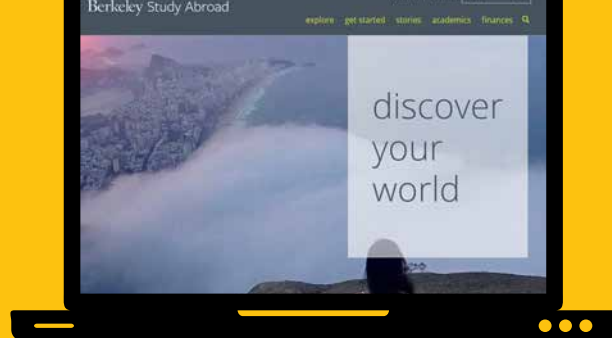 Berkeley Study Abroad
explore get started stories academics finances
discover
your
world